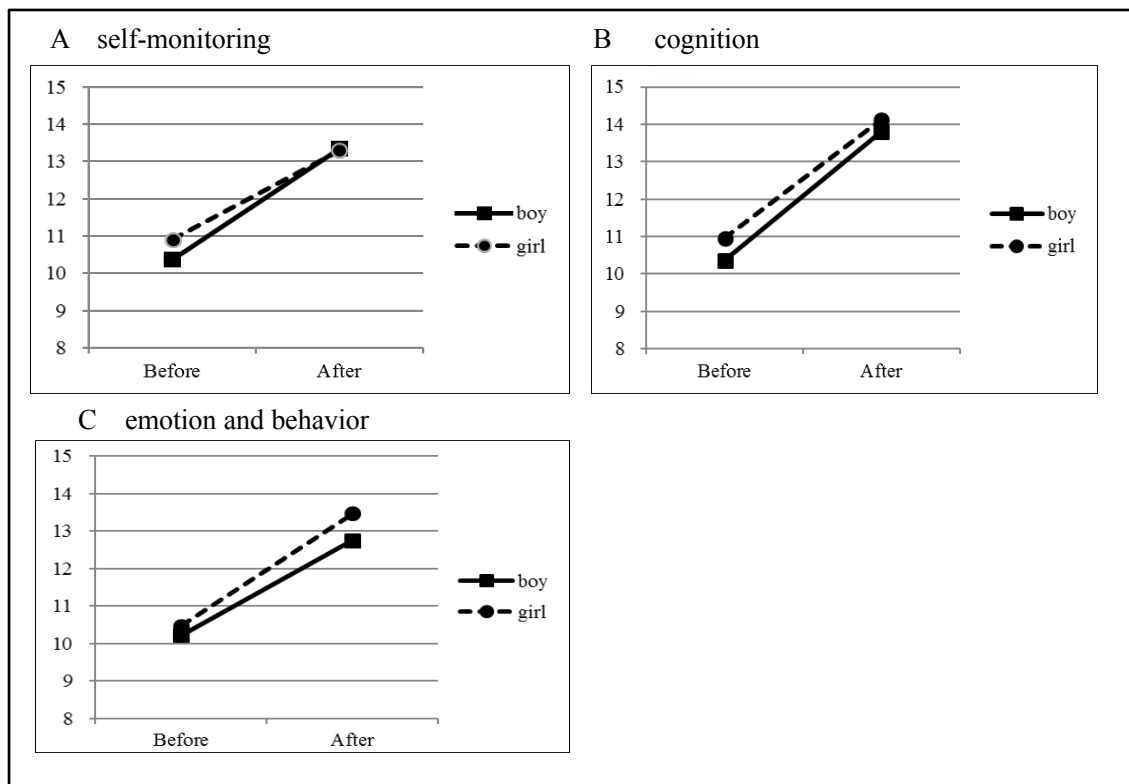 A self-monitoring
15
14
13
12
11
10
9
8
Before After
boy
girl
B cognition
15
14
13
12
11
10
9
8
Before After
boy
girl
C emotion and behavior
15
14
13
12
11
10
9
8
Before After
boy
girl